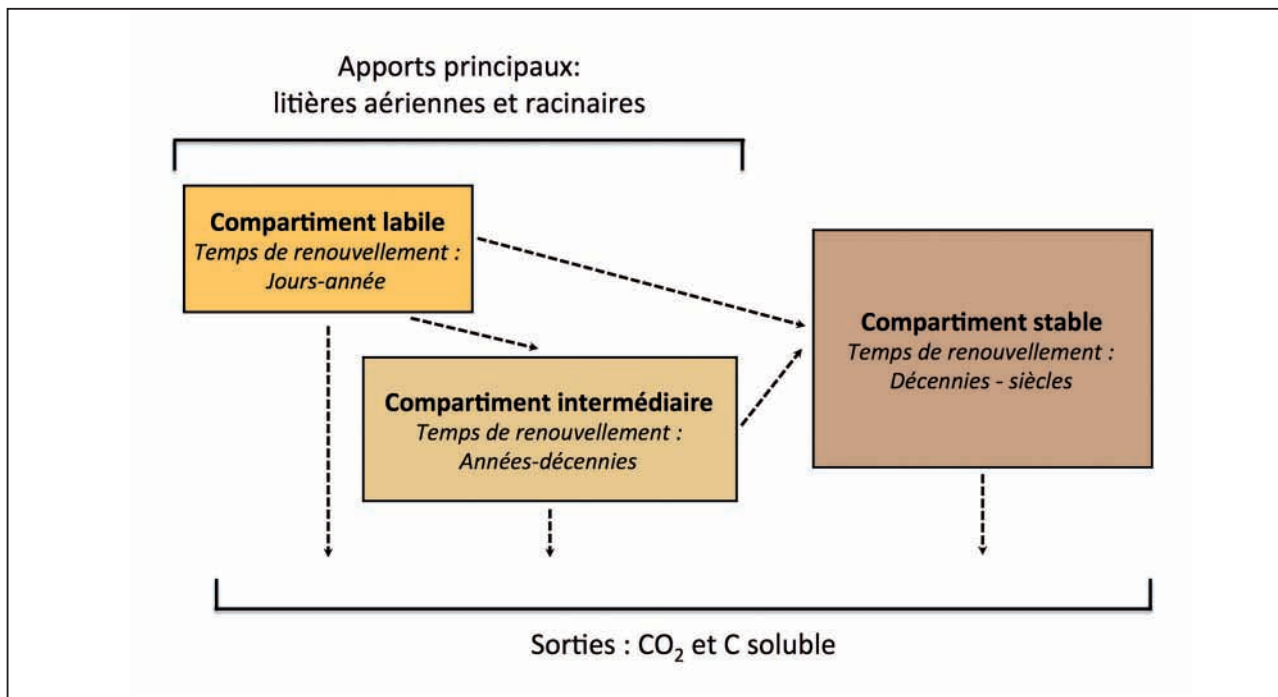 Apports principaux:
litières aériennes et racinaires
Compartiment labile
Temps de renouvellement :
Jours-année
Compartiment intermédiaire
Temps de renouvellement :
Années-décennies
Compartiment stable
Temps de renouvellement :
Décennies - siècles
Sorties : CO₂ et C soluble